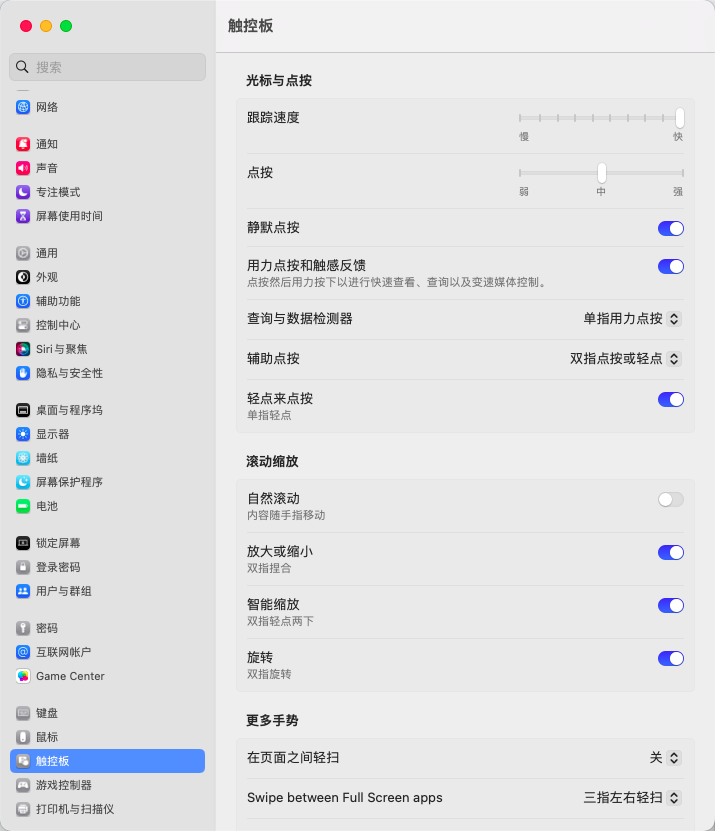 触控板
搜索
网络
通知
声音
专注模式
屏幕使用时间
通用
外观
辅助功能
控制中心
Siri与聚焦
隐私与安全性
桌面与程序坞
显示器
墙纸
屏幕保护程序
电池
锁定屏幕
登录密码
用户与群组
密码
互联网帐户
Game Center
键盘
鼠标
触控板
游戏控制器
打印机与扫描仪
光标与点按
跟踪速度
慢 快
点按
弱 中 强
静默点按
用力点按和触感反馈
点按然后用力按下以进行快速查看、查询以及变速媒体控制。
查询与数据检测器 单指用力点按
辅助点按 双指点按或轻点
轻点来点按
单指轻点
滚动缩放
自然滚动
内容随手指移动
放大或缩小
双指捏合
智能缩放
双指轻点两下
旋转
双指旋转
更多手势
在页面之间轻扫 关
Swipe between Full Screen apps 三指左右轻扫